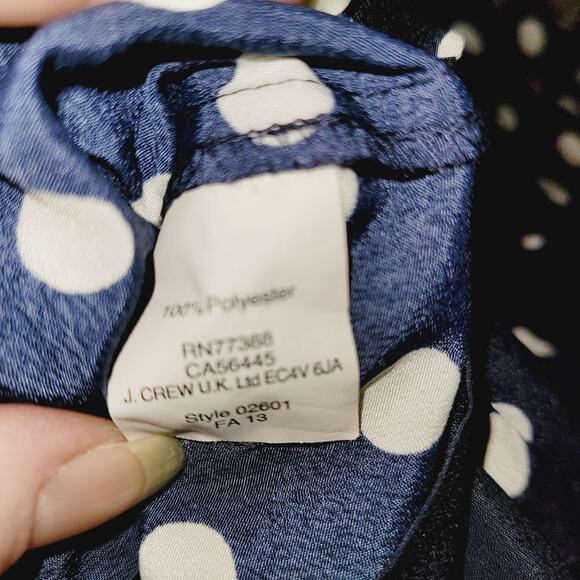 100% Polyester
RN77388
CA56445
J. CREW U.K. Ltd EC4V 6JA
Style 02601
FA 13